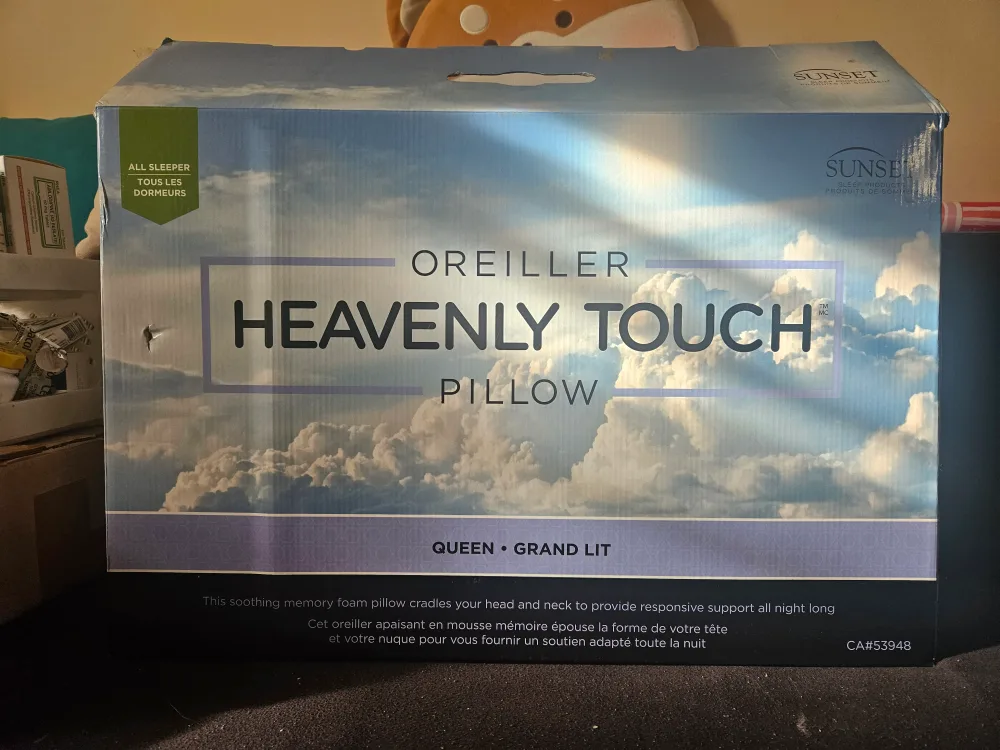 SUNSET
ALL SLEEPER
TOUS LES
DORMEURS
SUNSET
SLEEP PRODUCTS
OREILLER
HEAVENLY TOUCH
TM
MC
PILLOW
QUEEN • GRAND LIT
This soothing memory foam pillow cradles your head and neck to provide responsive support all night long
Cet oreiller apaisant en mousse mémoire épouse la forme de votre tête
et votre nuque pour vous fournir un soutien adapté toute la nuit
CA#53948